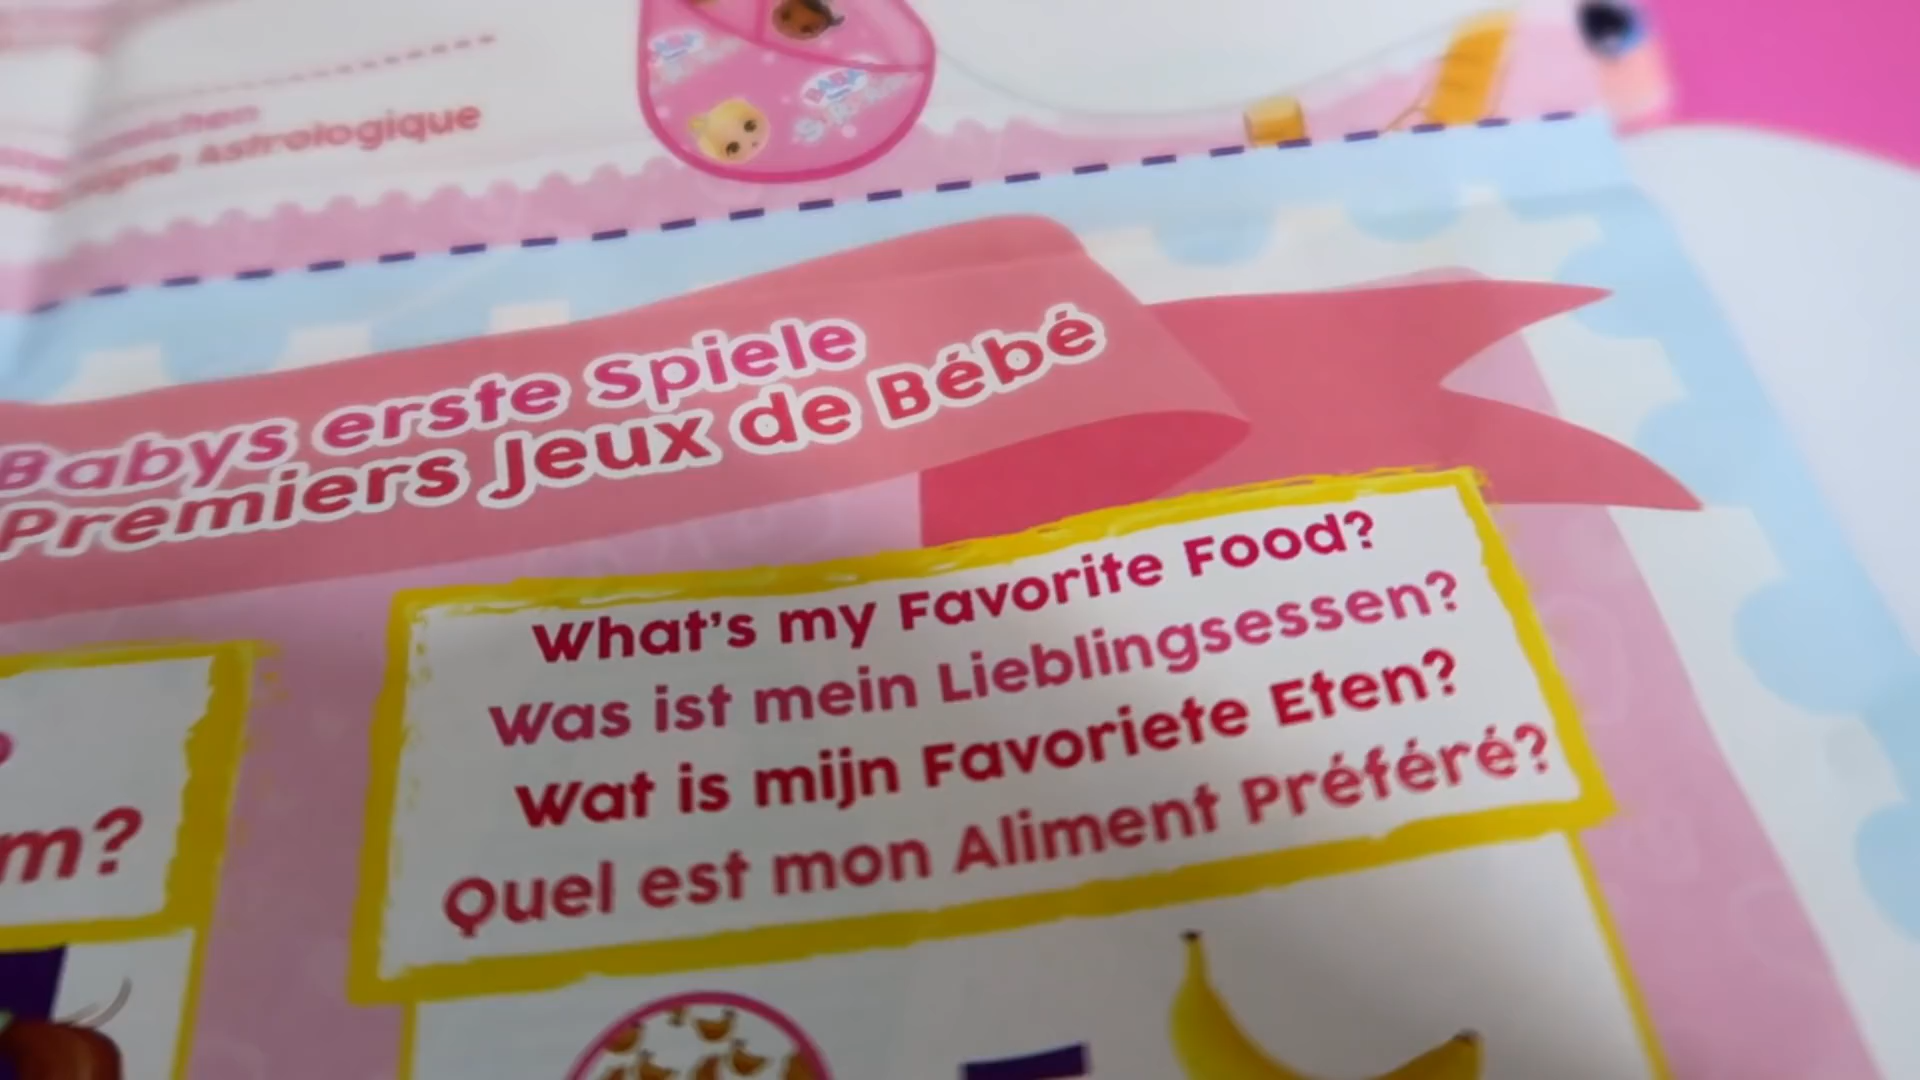 Astrologique
BABY
Babys erste Spiele
Premiers Jeux de Bébé
What's my Favorite Food?
Was ist mein Lieblingsessen?
Wat is mijn Favoriete Eten?
Quel est mon Aliment Préféré?
m?